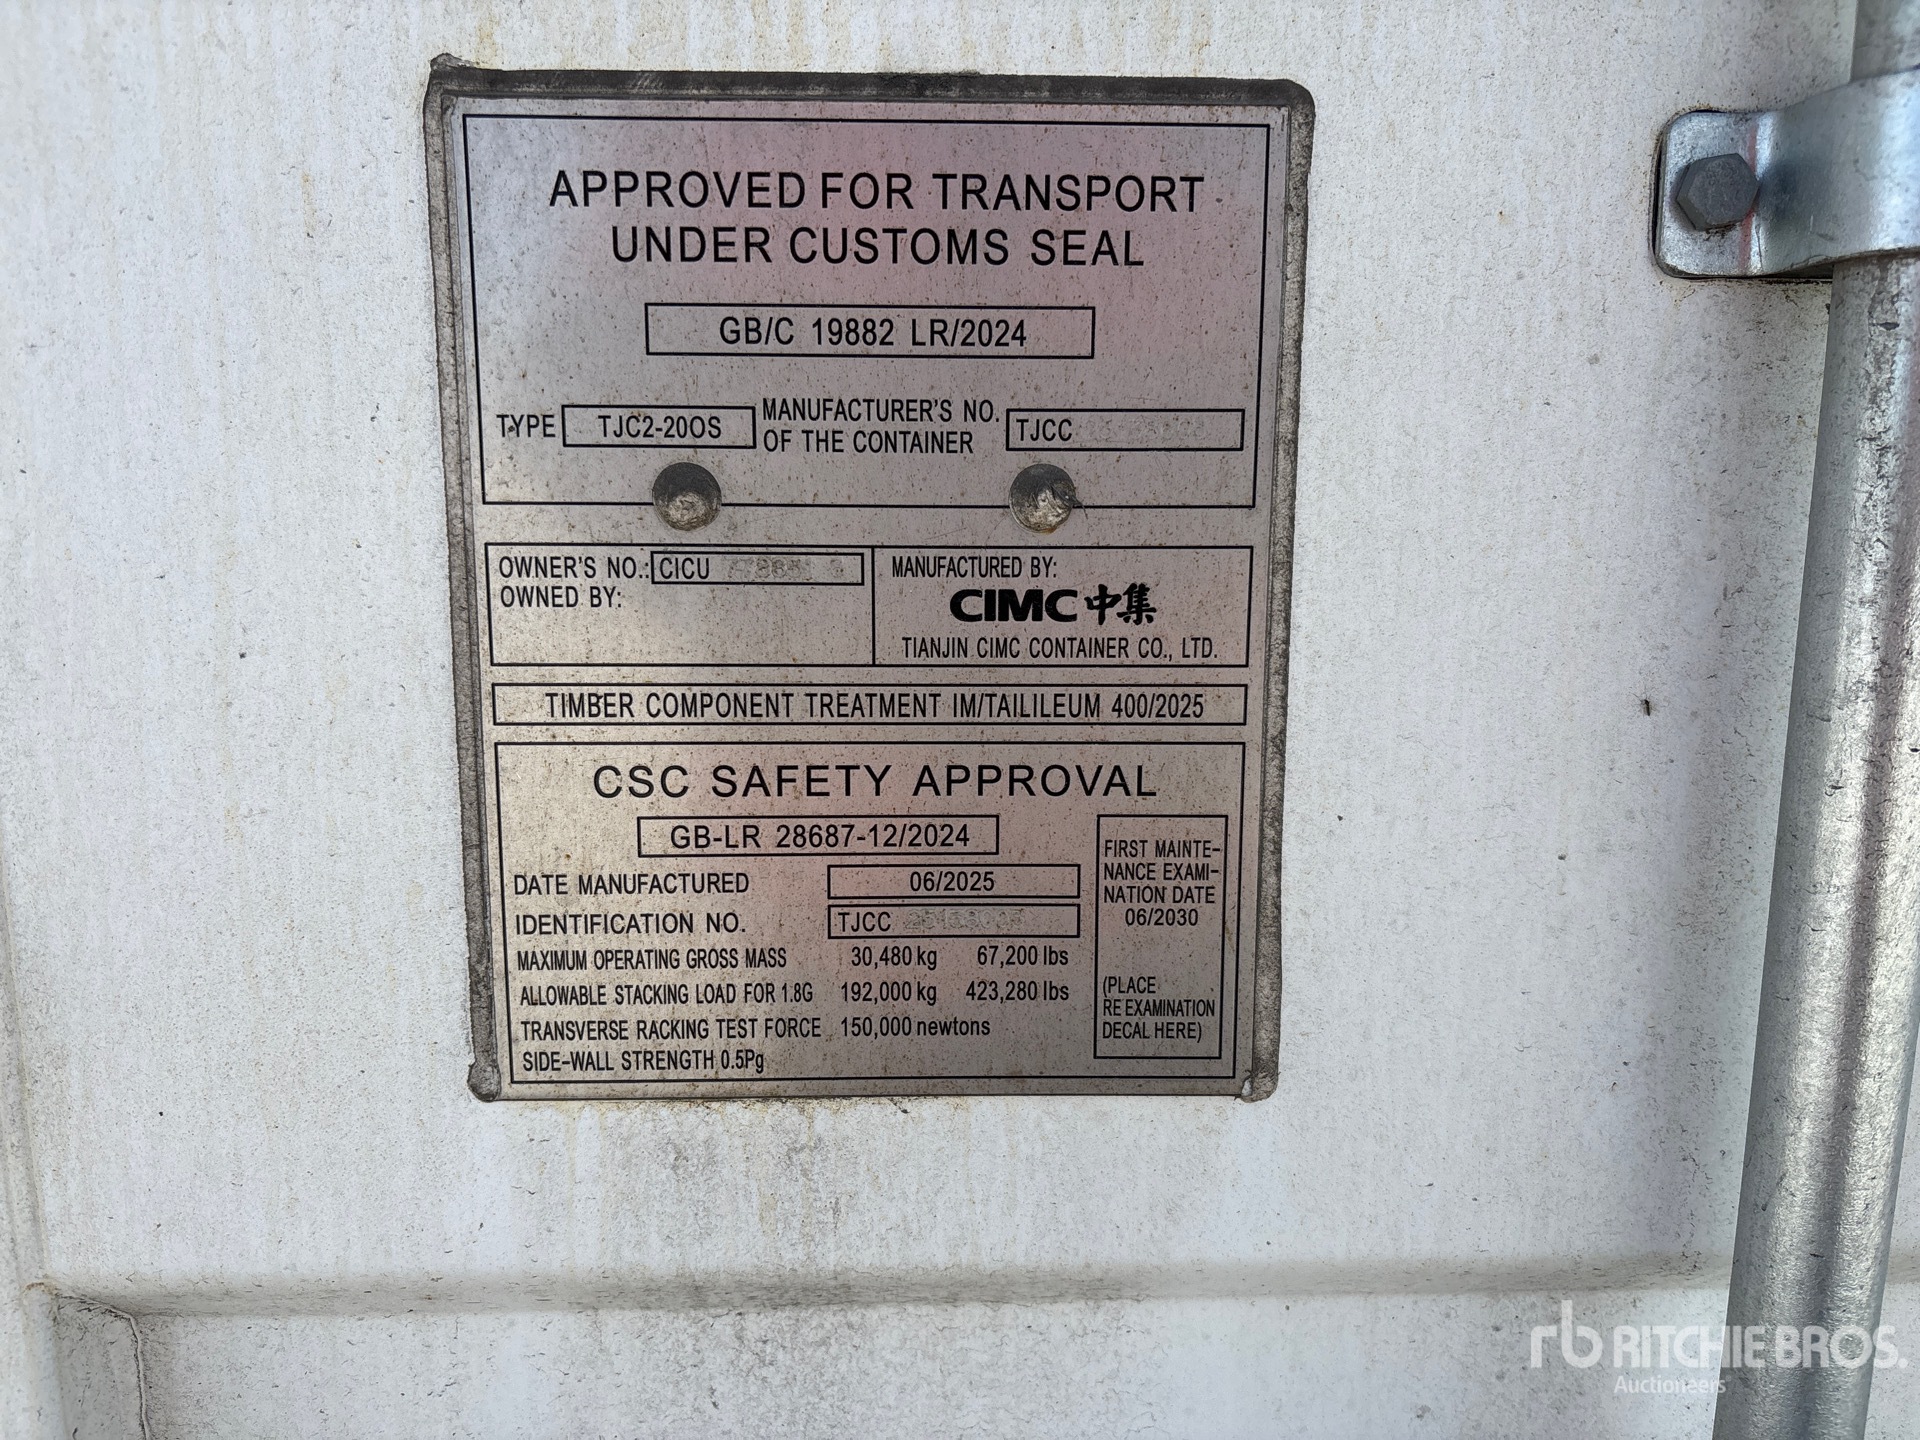 APPROVED FOR TRANSPORT
UNDER CUSTOMS SEAL
GB/C 19882 LR/2024
TYPE TJC2-20OS
MANUFACTURER'S NO.
OF THE CONTAINER
TJCC
OWNER'S NO.: CICU
OWNED BY:
MANUFACTURED BY:
CIMC 中集
TIANJIN CIMC CONTAINER CO., LTD.
TIMBER COMPONENT TREATMENT IM/TAILILEUM 400/2025
CSC SAFETY APPROVAL
GB-LR 28687-12/2024
DATE MANUFACTURED 06/2025
IDENTIFICATION NO. TJCC
MAXIMUM OPERATING GROSS MASS 30,480 kg 67,200 lbs
ALLOWABLE STACKING LOAD FOR 1.8G 192,000 kg 423,280 lbs
TRANSVERSE RACKING TEST FORCE 150,000 newtons
SIDE-WALL STRENGTH 0.5Pg
FIRST MAINTE-
NANCE EXAMI-
NATION DATE
06/2030
(PLACE
RE EXAMINATION
DECAL HERE)
rb RITCHIE BROS.
Auctioneers